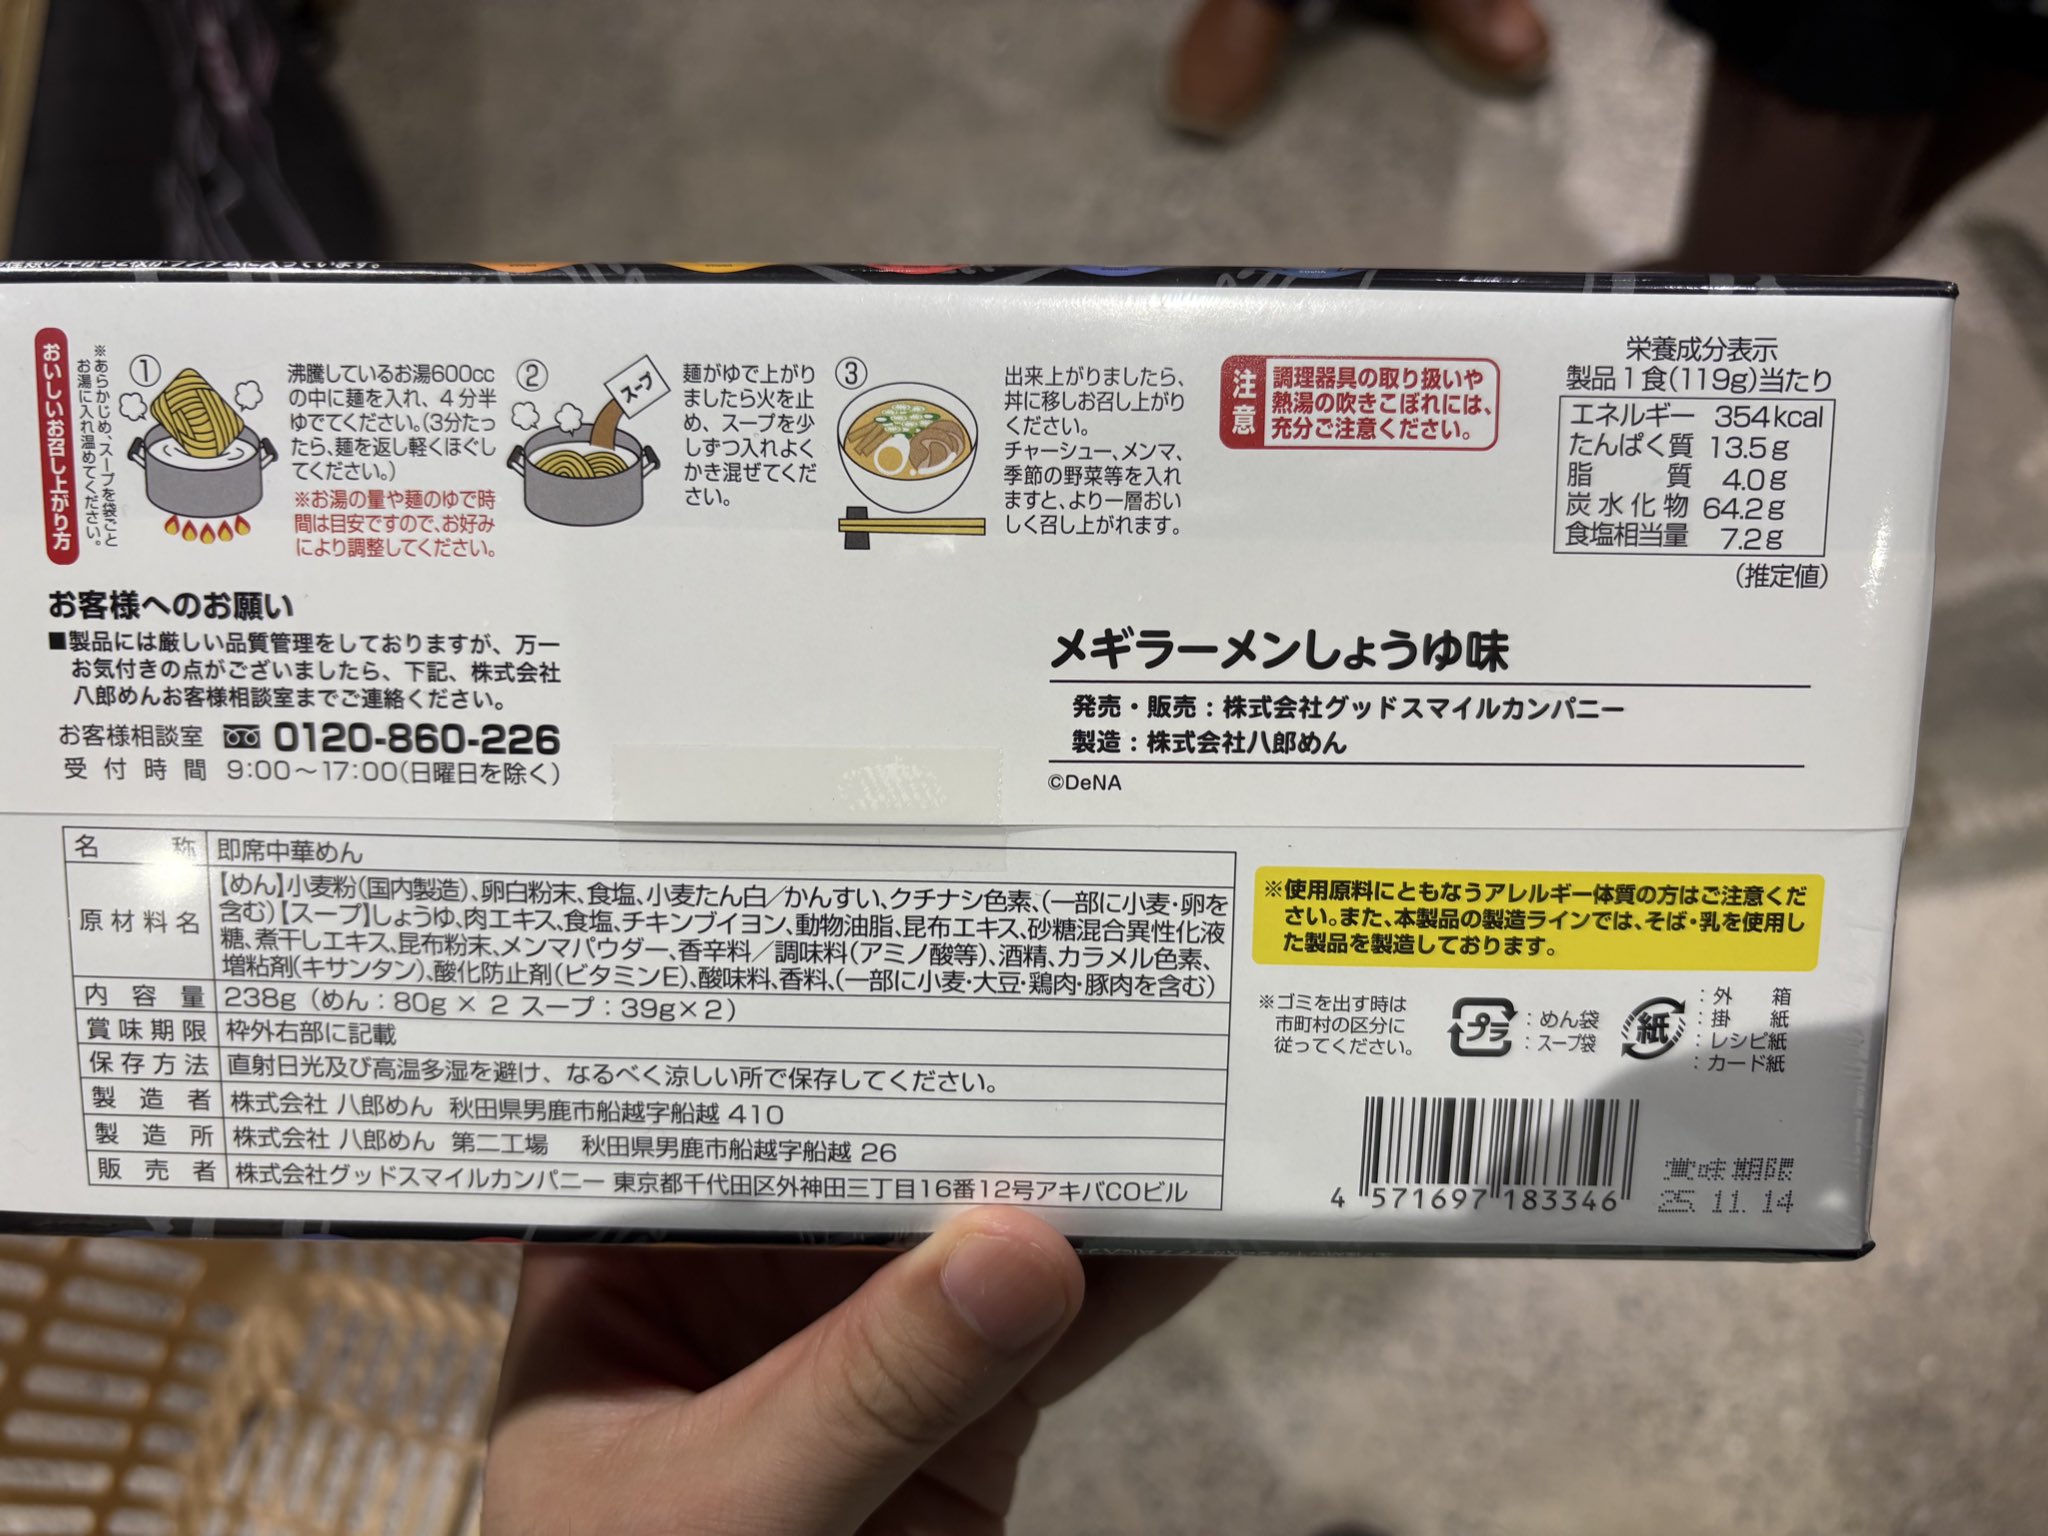 おいしいお召し上がり方
※あらかじめ、スープを袋ごと
お湯に入れ温めてください。
①
沸騰しているお湯600cc
の中に麺を入れ、4分半
ゆでてください。(3分たっ
たら、麺を返し軽くほぐし
てください。)
※お湯の量や麺のゆで時
間は目安ですので、お好み
により調整してください。
②
スープ
麺がゆで上がり
ましたら火を止
め、スープを少
しずつ入れよく
かき混ぜてくだ
さい。
③
出来上がりましたら、
丼に移しお召し上がり
ください。
チャーシュー、メンマ、
季節の野菜等を入れ
ますと、より一層おい
しく召し上がれます。
注意
調理器具の取り扱いや
熱湯の吹きこぼれには、
充分ご注意ください。
栄養成分表示
製品1食(119g)当たり
エネルギー 354kcal
たんぱく質 13.5g
脂質 4.0g
炭水化物 64.2g
食塩相当量 7.2g
(推定値)
お客様へのお願い
■製品には厳しい品質管理をしておりますが、万一
お気付きの点がございましたら、下記、株式会社
八郎めんお客様相談室までご連絡ください。
お客様相談室 0120-860-226
受付時間 9:00～17:00(日曜日を除く)
メギラーメンしょうゆ味
発売・販売：株式会社グッドスマイルカンパニー
製造：株式会社八郎めん
©DeNA
名称 即席中華めん
原材料名 【めん】小麦粉(国内製造)、卵白粉末、食塩、小麦たん白／かんすい、クチナシ色素、(一部に小麦・卵を
含む)【スープ】しょうゆ、肉エキス、食塩、チキンブイヨン、動物油脂、昆布エキス、砂糖混合異性化液
糖、煮干しエキス、昆布粉末、メンマパウダー、香辛料／調味料(アミノ酸等)、酒精、カラメル色素、
増粘剤(キサンタン)、酸化防止剤(ビタミンE)、酸味料、香料、(一部に小麦・大豆・鶏肉・豚肉を含む)
内容量 238g（めん：80g × 2 スープ：39g×2）
賞味期限 枠外右部に記載
保存方法 直射日光及び高温多湿を避け、なるべく涼しい所で保存してください。
製造者 株式会社 八郎めん 秋田県男鹿市船越字船越 410
製造所 株式会社 八郎めん 第二工場 秋田県男鹿市船越字船越 26
販売者 株式会社グッドスマイルカンパニー 東京都千代田区外神田三丁目16番12号アキバCOビル
※使用原料にともなうアレルギー体質の方はご注意くだ
さい。また、本製品の製造ラインでは、そば・乳を使用し
た製品を製造しております。
※ゴミを出す時は
市町村の区分に
従ってください。
プラ
：めん袋
：スープ袋
紙
：外箱
：掛紙
：レシピ紙
：カード紙
4 571697 183346
賞味期限
25.11.14